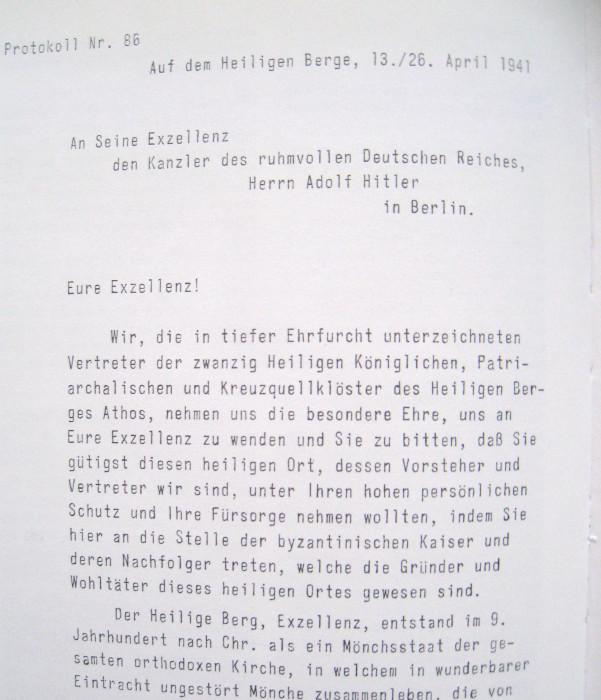 Protokoll Nr. 86
Auf dem Heiligen Berge, 13./26. April 1941
An Seine Exzellenz
den Kanzler des ruhmvollen Deutschen Reiches,
Herrn Adolf Hitler
in Berlin.
Eure Exzellenz!
Wir, die in tiefer Ehrfurcht unterzeichneten
Vertreter der zwanzig Heiligen Königlichen, Patri-
archalischen und Kreuzquellklöster des Heiligen Ber-
ges Athos, nehmen uns die besondere Ehre, uns an
Eure Exzellenz zu wenden und Sie zu bitten, daß Sie
gütigst diesen heiligen Ort, dessen Vorsteher und
Vertreter wir sind, unter Ihren hohen persönlichen
Schutz und Ihre Fürsorge nehmen wollten, indem Sie
hier an die Stelle der byzantinischen Kaiser und
deren Nachfolger treten, welche die Gründer und
Wohltäter dieses heiligen Ortes gewesen sind.
Der Heilige Berg, Exzellenz, entstand im 9.
Jahrhundert nach Chr. als ein Mönchsstaat der ge-
samten orthodoxen Kirche, in welchem in wunderbarer
Eintracht ungestört Mönche zusammenleben, die von